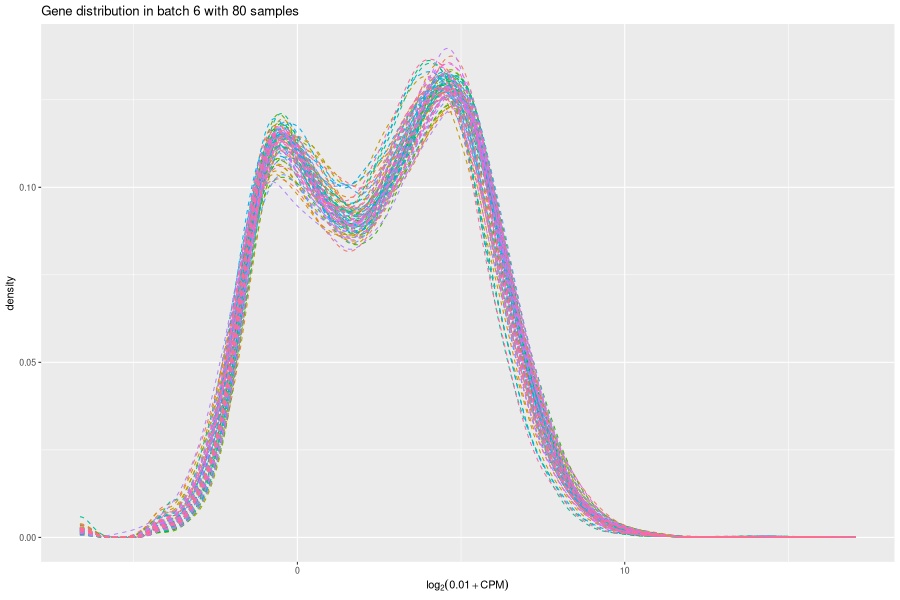 Gene distribution in batch 6 with 80 samples
density
0.10
0.05
0.00
0
10
log₂(0.01 + CPM)